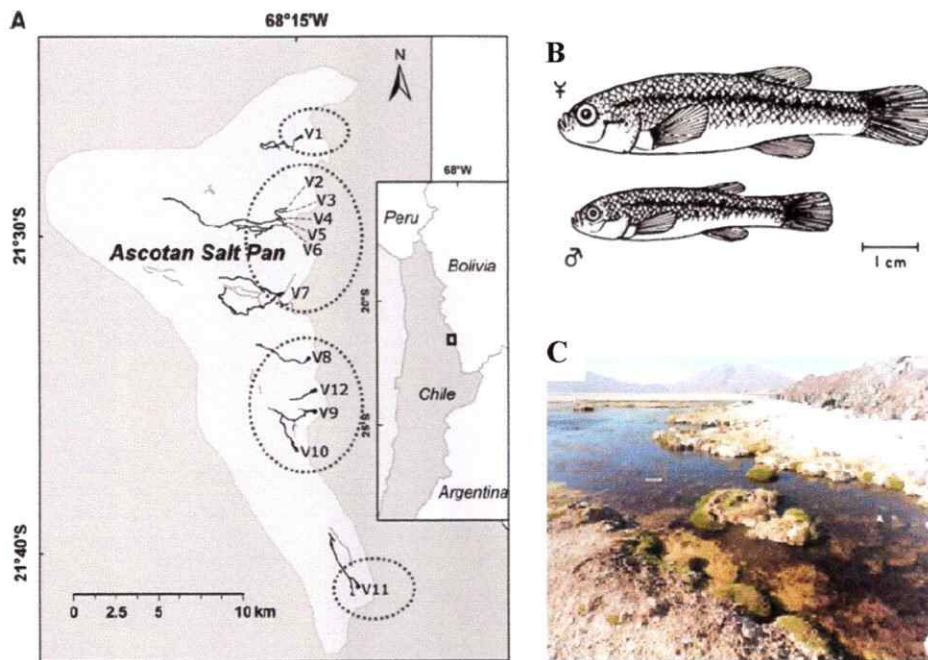 A
68°15'W
N
V1
V2
V3
V4
V5
V6
21°30'S
Ascotan Salt Pan
V7
V8
V12
V9
V10
21°40'S
V11
0 2.5 5 10 km
68°W
Peru
Bolivia
20°S
Chile
25°S
Argentina
B
♀
♂
1 cm
C